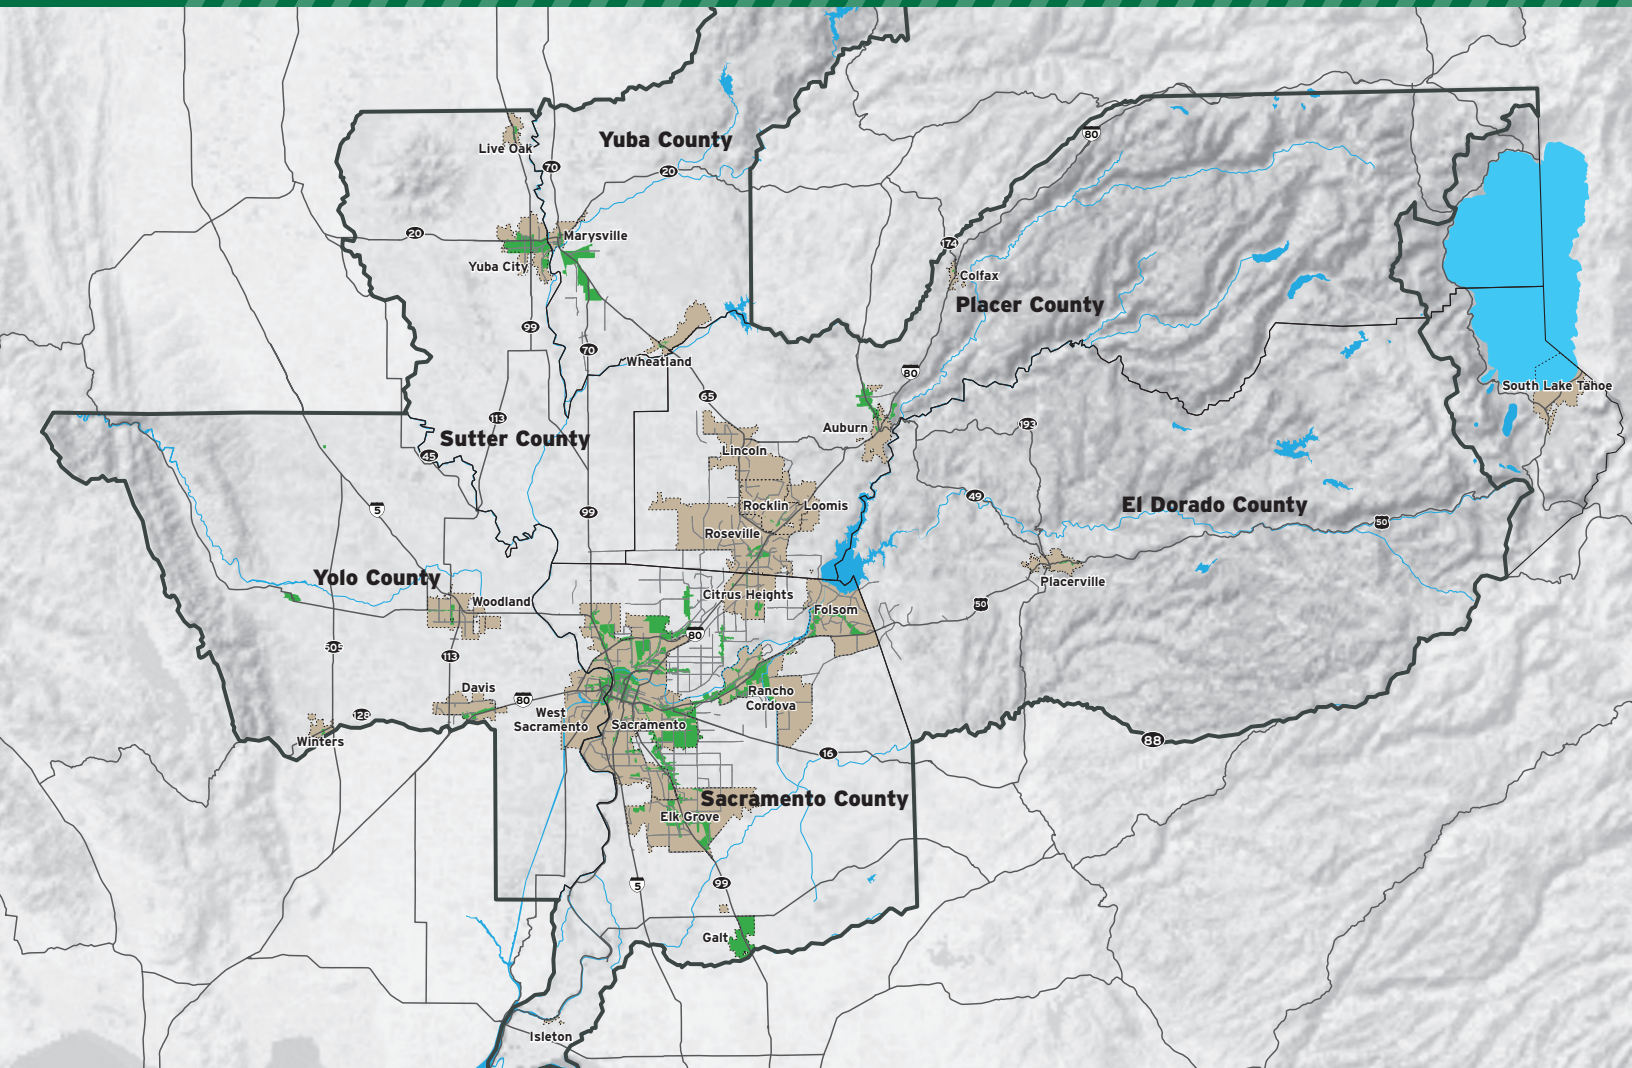 Yuba County
Live Oak
70
20
80
20
Marysville
Yuba City
174
Colfax
Placer County
99
70
Wheatland
80
South Lake Tahoe
65
113
Sutter County
Auburn
193
45
Lincoln
49
El Dorado County
Rocklin
Loomis
5
99
50
Roseville
Yolo County
Placerville
Woodland
Citrus Heights
50
Folsom
80
505
113
Davis
Rancho
Cordova
80
128
West
Sacramento
Sacramento
Winters
88
16
Sacramento County
Elk Grove
5
99
Galt
Isleton